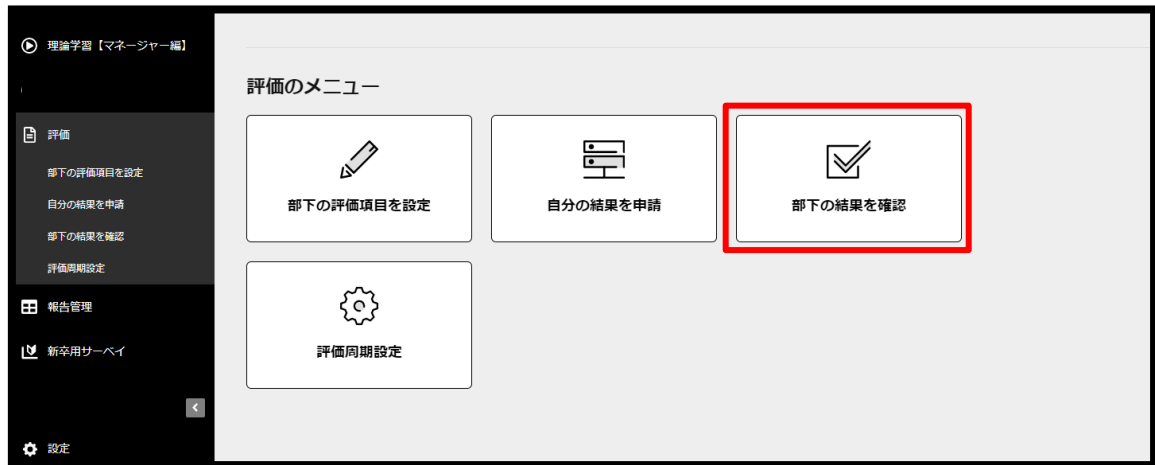 理論学習【マネージャー編】
評価
部下の評価項目を設定
自分の結果を申請
部下の結果を確認
評価周期設定
報告管理
新卒用サーベイ
設定
評価のメニュー
部下の評価項目を設定
自分の結果を申請
部下の結果を確認
評価周期設定